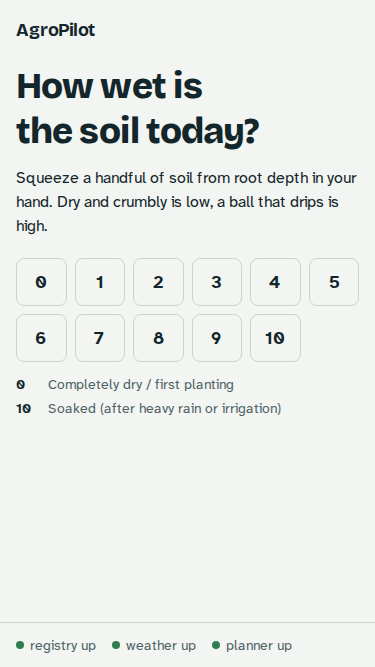 AgroPilot
How wet is
the soil today?
Squeeze a handful of soil from root depth in your
hand. Dry and crumbly is low, a ball that drips is
high.
0 1 2 3 4 5
6 7 8 9 10
0 Completely dry / first planting
10 Soaked (after heavy rain or irrigation)
registry up weather up planner up